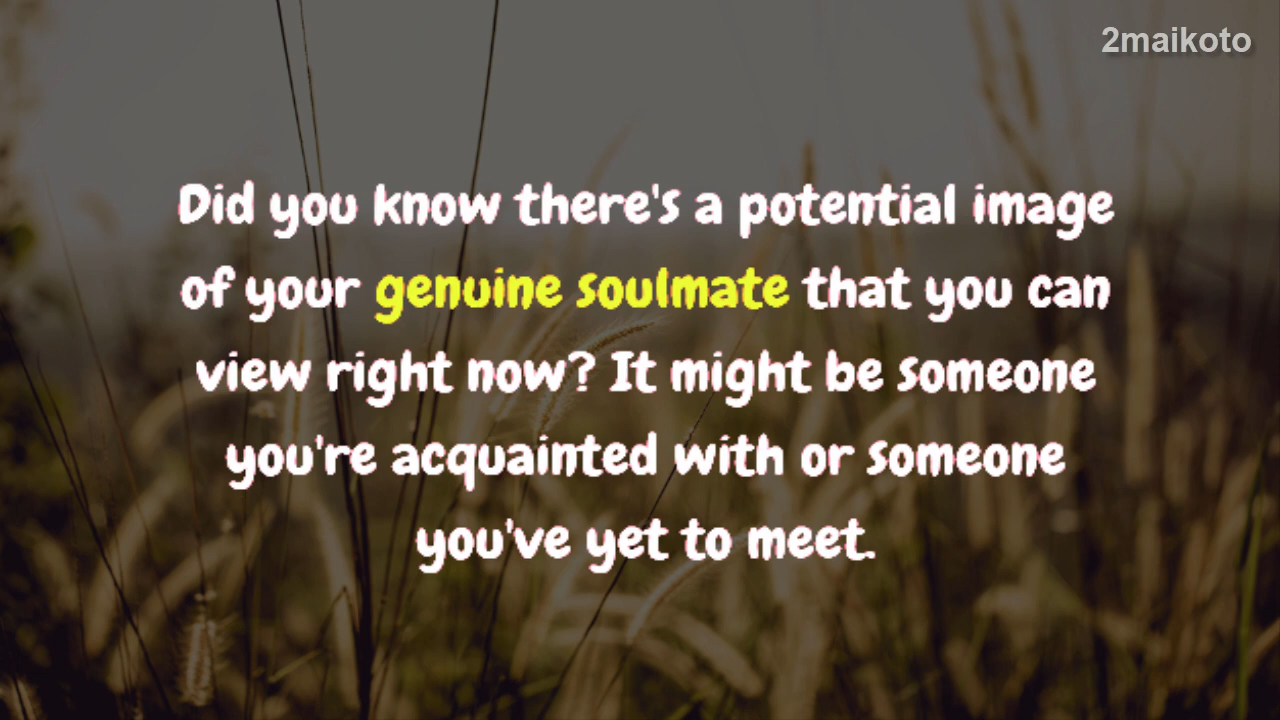 2maikoto
Did you know there's a potential image
of your genuine soulmate that you can
view right now? It might be someone
you're acquainted with or someone
you've yet to meet.